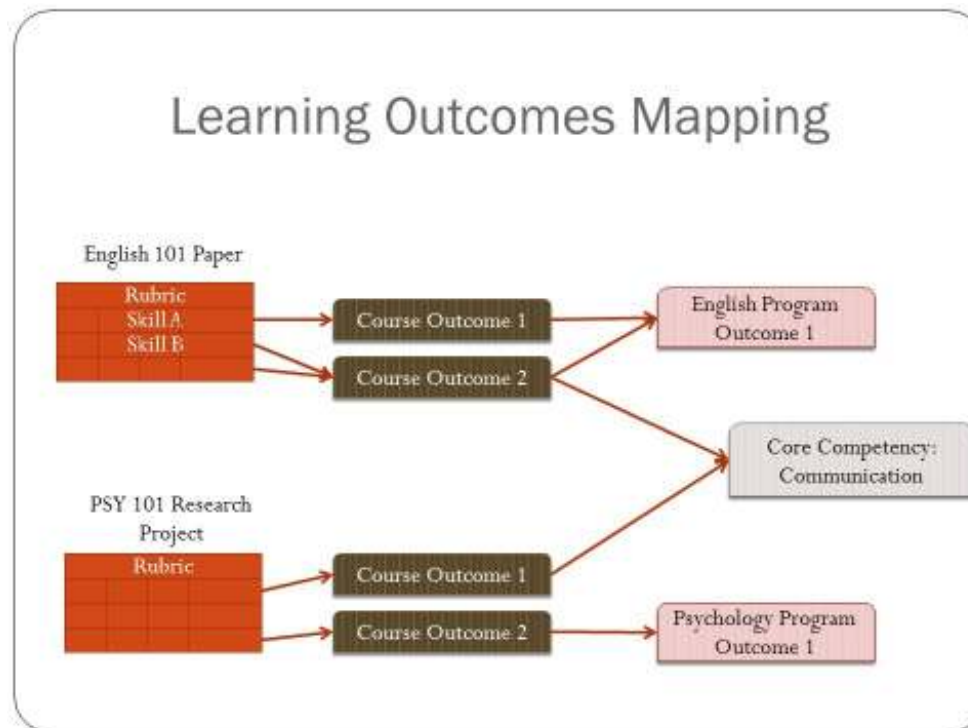 Learning Outcomes Mapping
English 101 Paper
Rubric
Skill A
Skill B
Course Outcome 1
Course Outcome 2
English Program
Outcome 1
Core Competency:
Communication
PSY 101 Research
Project
Rubric
Course Outcome 1
Course Outcome 2
Psychology Program
Outcome 1